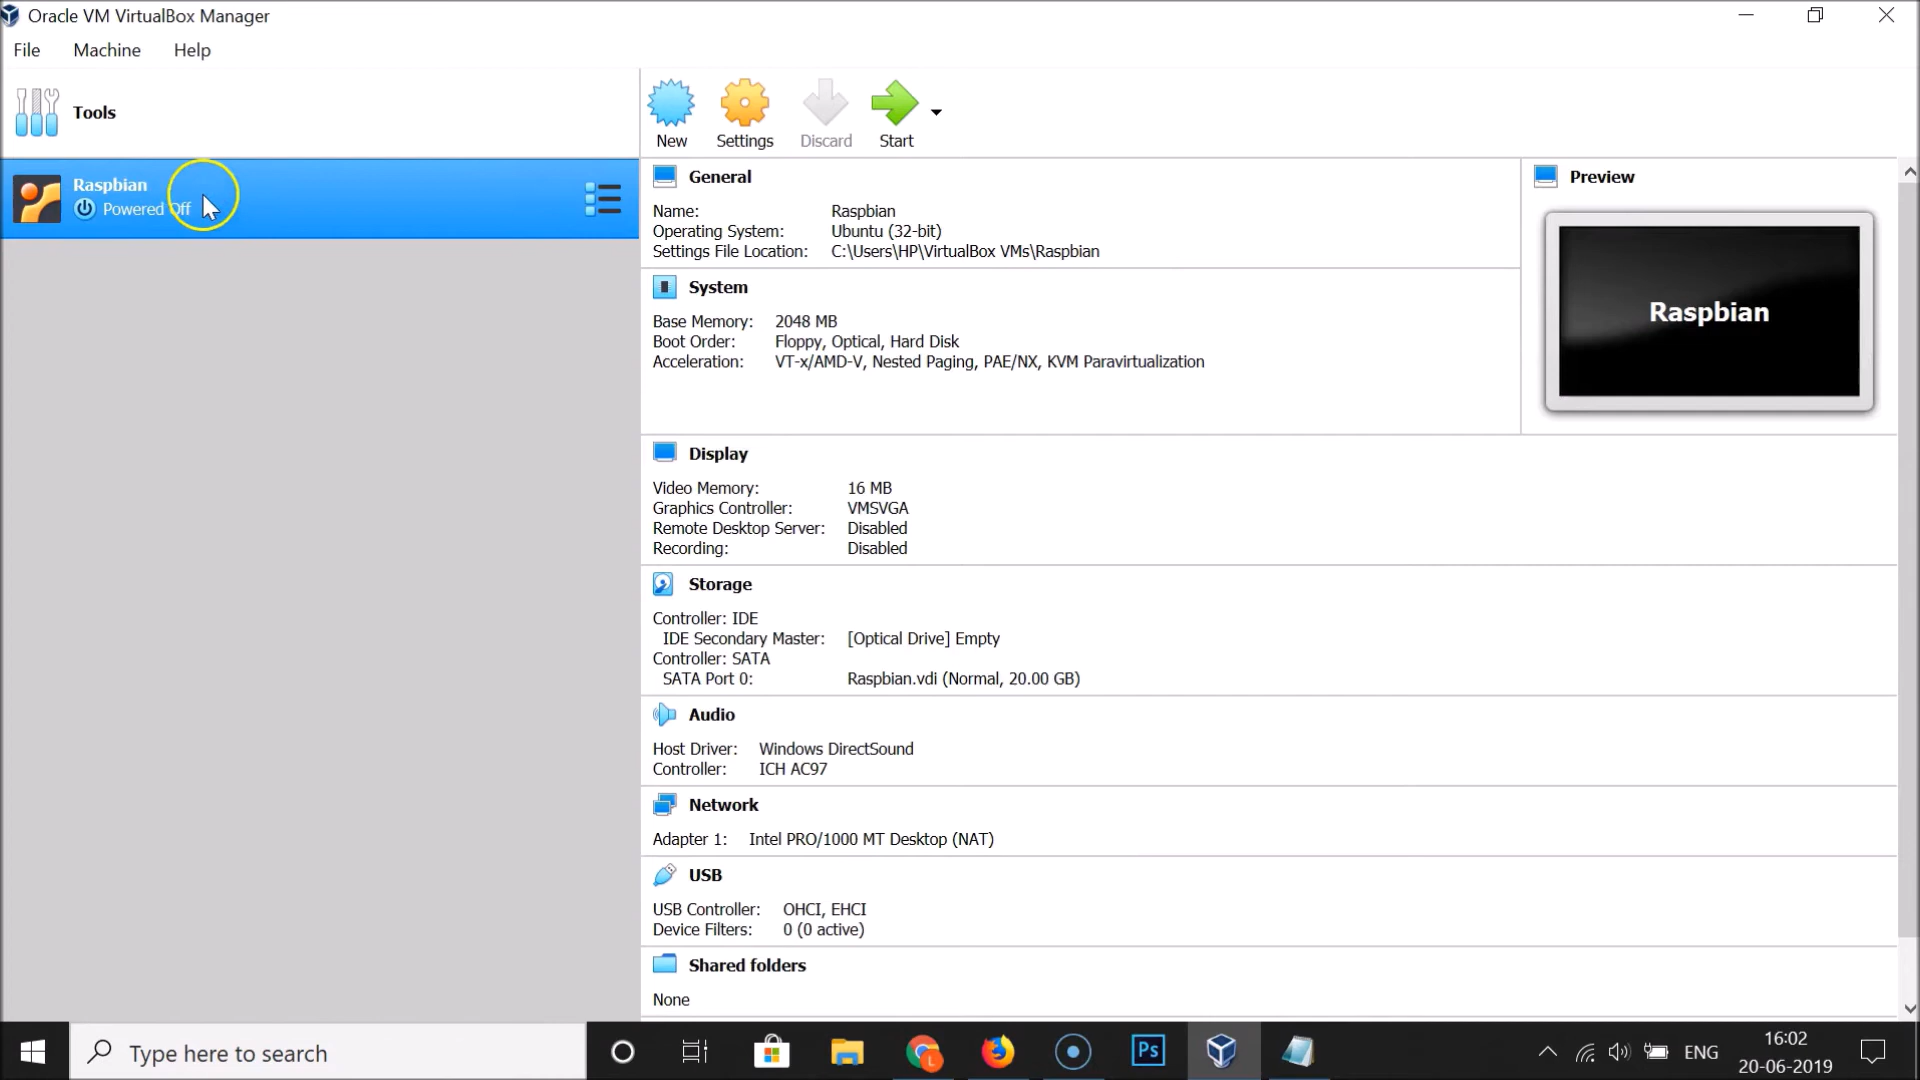 Oracle VM VirtualBox Manager
File Machine Help
Tools
New Settings Discard Start
Raspbian
Powered Off
General
Name: Raspbian
Operating System: Ubuntu (32-bit)
Settings File Location: C:\Users\HP\VirtualBox VMs\Raspbian
Preview
Raspbian
System
Base Memory: 2048 MB
Boot Order: Floppy, Optical, Hard Disk
Acceleration: VT-x/AMD-V, Nested Paging, PAE/NX, KVM Paravirtualization
Display
Video Memory: 16 MB
Graphics Controller: VMSVGA
Remote Desktop Server: Disabled
Recording: Disabled
Storage
Controller: IDE
IDE Secondary Master: [Optical Drive] Empty
Controller: SATA
SATA Port 0: Raspbian.vdi (Normal, 20.00 GB)
Audio
Host Driver: Windows DirectSound
Controller: ICH AC97
Network
Adapter 1: Intel PRO/1000 MT Desktop (NAT)
USB
USB Controller: OHCI, EHCI
Device Filters: 0 (0 active)
Shared folders
None
Type here to search
L
Ps
ENG
16:02
20-06-2019